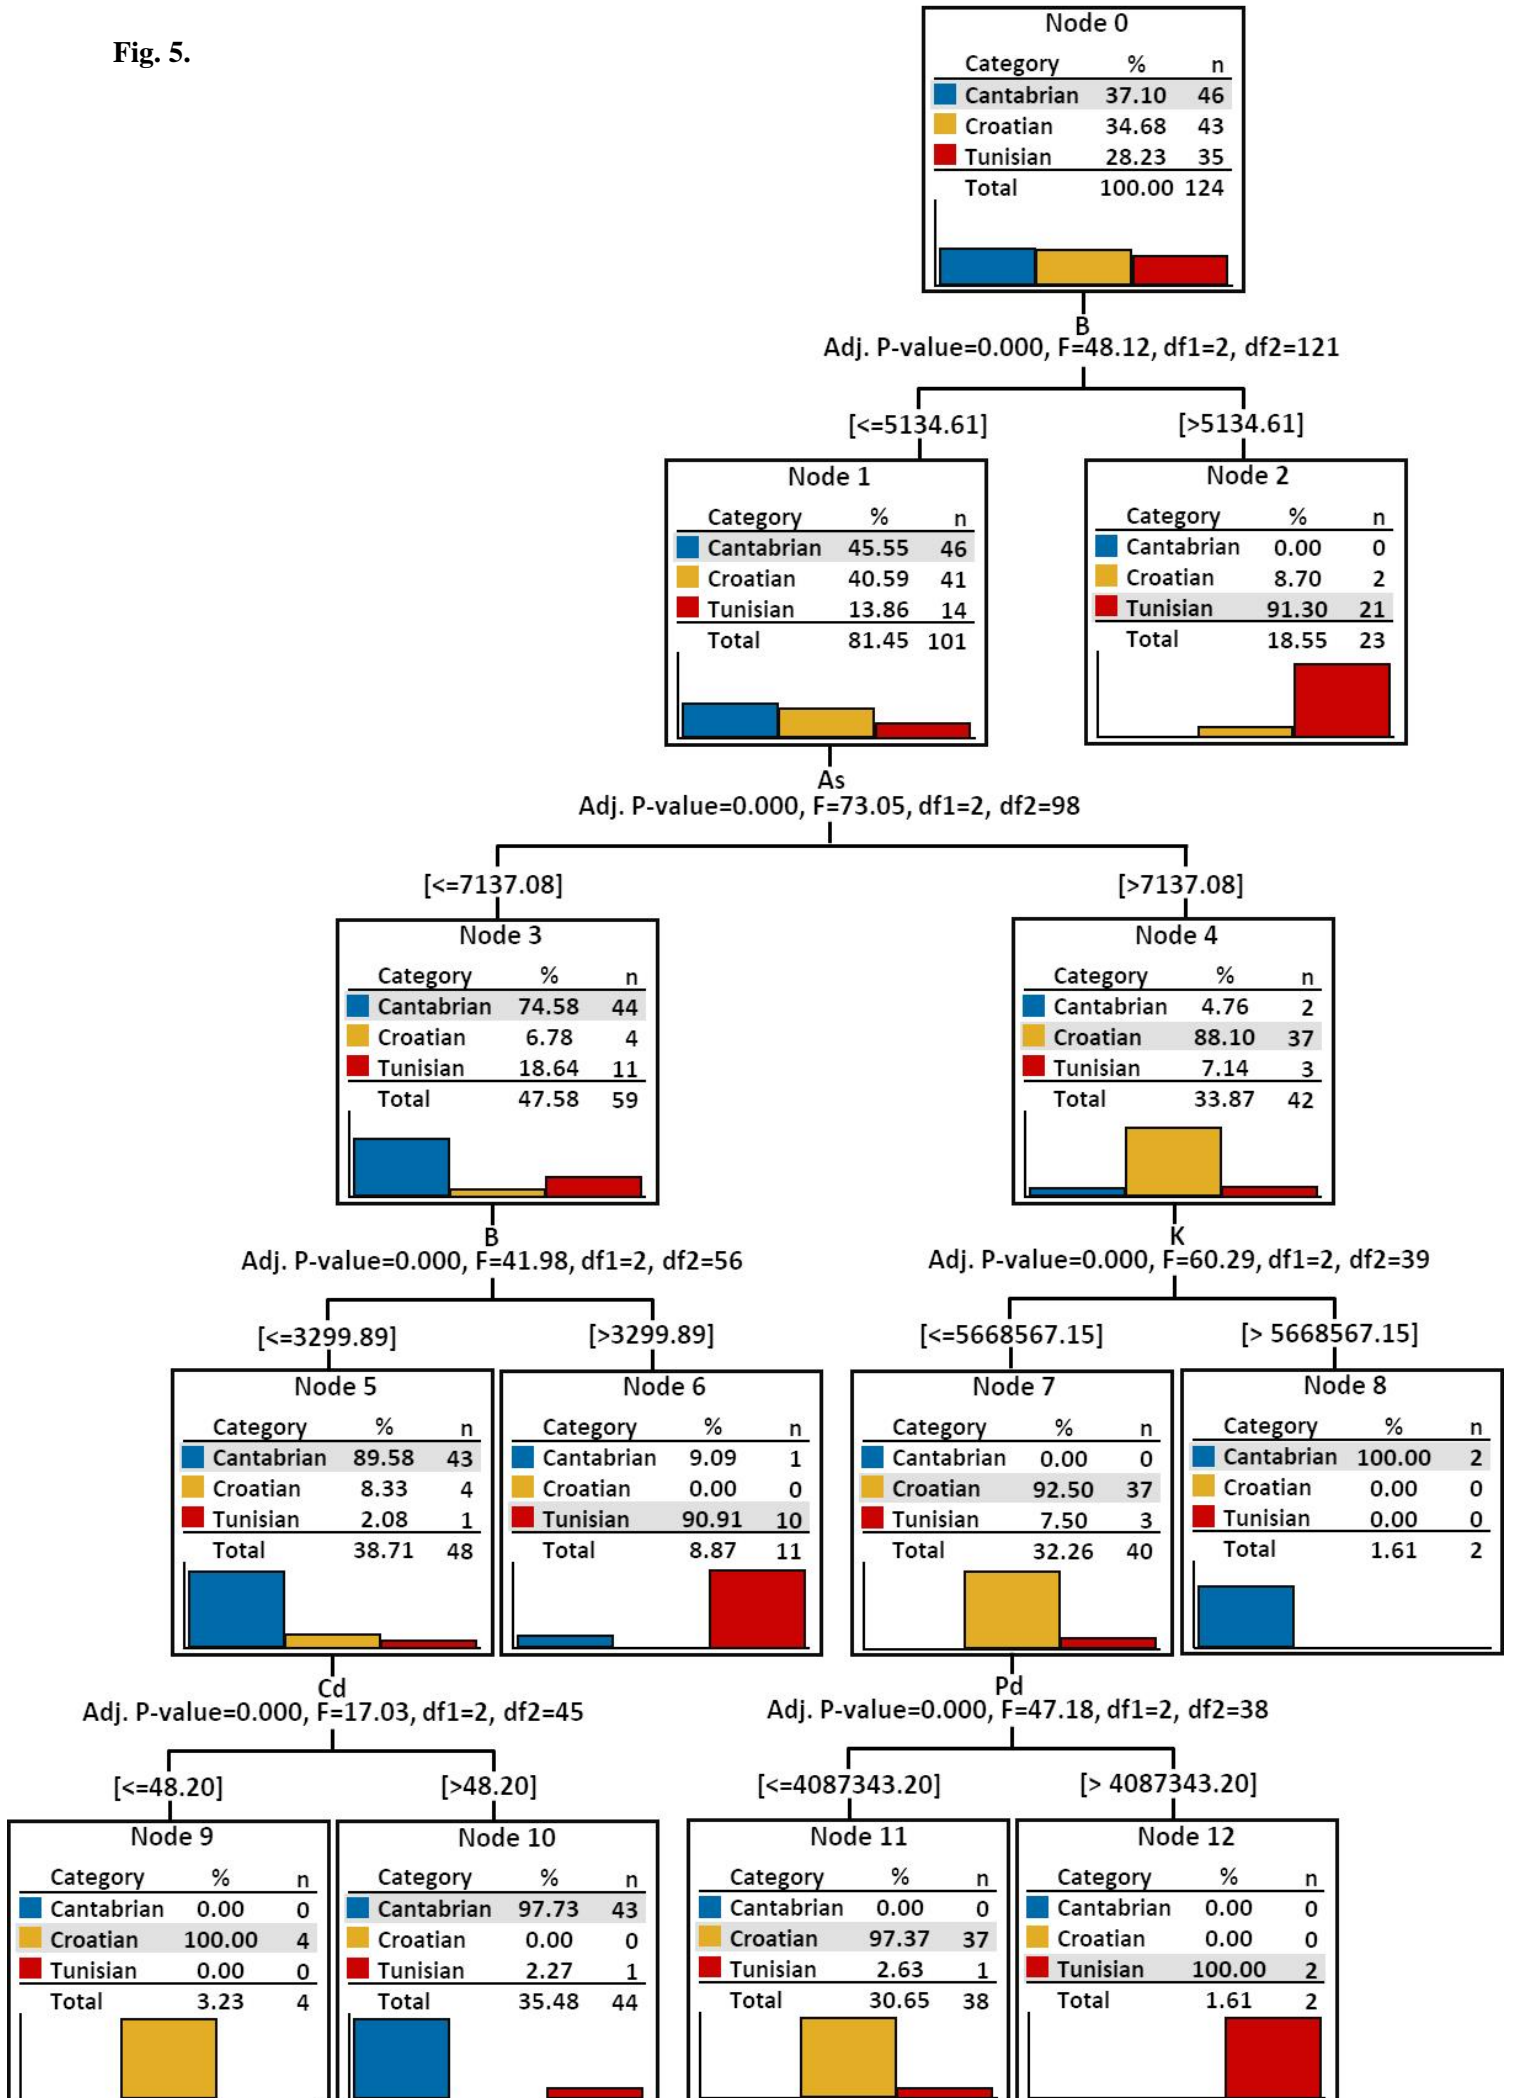 Fig. 5.
Node 0
Category % n
Cantabrian 37.10 46
Croatian 34.68 43
Tunisian 28.23 35
Total 100.00 124
B
Adj. P-value=0.000, F=48.12, df1=2, df2=121
[<=5134.61] [>5134.61]
Node 1
Category % n
Cantabrian 45.55 46
Croatian 40.59 41
Tunisian 13.86 14
Total 81.45 101
Node 2
Category % n
Cantabrian 0.00 0
Croatian 8.70 2
Tunisian 91.30 21
Total 18.55 23
As
Adj. P-value=0.000, F=73.05, df1=2, df2=98
[<=7137.08] [>7137.08]
Node 3
Category % n
Cantabrian 74.58 44
Croatian 6.78 4
Tunisian 18.64 11
Total 47.58 59
Node 4
Category % n
Cantabrian 4.76 2
Croatian 88.10 37
Tunisian 7.14 3
Total 33.87 42
B
Adj. P-value=0.000, F=41.98, df1=2, df2=56
[<=3299.89] [>3299.89]
K
Adj. P-value=0.000, F=60.29, df1=2, df2=39
[<=5668567.15] [> 5668567.15]
Node 5
Category % n
Cantabrian 89.58 43
Croatian 8.33 4
Tunisian 2.08 1
Total 38.71 48
Node 6
Category % n
Cantabrian 9.09 1
Croatian 0.00 0
Tunisian 90.91 10
Total 8.87 11
Node 7
Category % n
Cantabrian 0.00 0
Croatian 92.50 37
Tunisian 7.50 3
Total 32.26 40
Node 8
Category % n
Cantabrian 100.00 2
Croatian 0.00 0
Tunisian 0.00 0
Total 1.61 2
Cd
Adj. P-value=0.000, F=17.03, df1=2, df2=45
[<=48.20] [>48.20]
Pd
Adj. P-value=0.000, F=47.18, df1=2, df2=38
[<=4087343.20] [> 4087343.20]
Node 9
Category % n
Cantabrian 0.00 0
Croatian 100.00 4
Tunisian 0.00 0
Total 3.23 4
Node 10
Category % n
Cantabrian 97.73 43
Croatian 0.00 0
Tunisian 2.27 1
Total 35.48 44
Node 11
Category % n
Cantabrian 0.00 0
Croatian 97.37 37
Tunisian 2.63 1
Total 30.65 38
Node 12
Category % n
Cantabrian 0.00 0
Croatian 0.00 0
Tunisian 100.00 2
Total 1.61 2